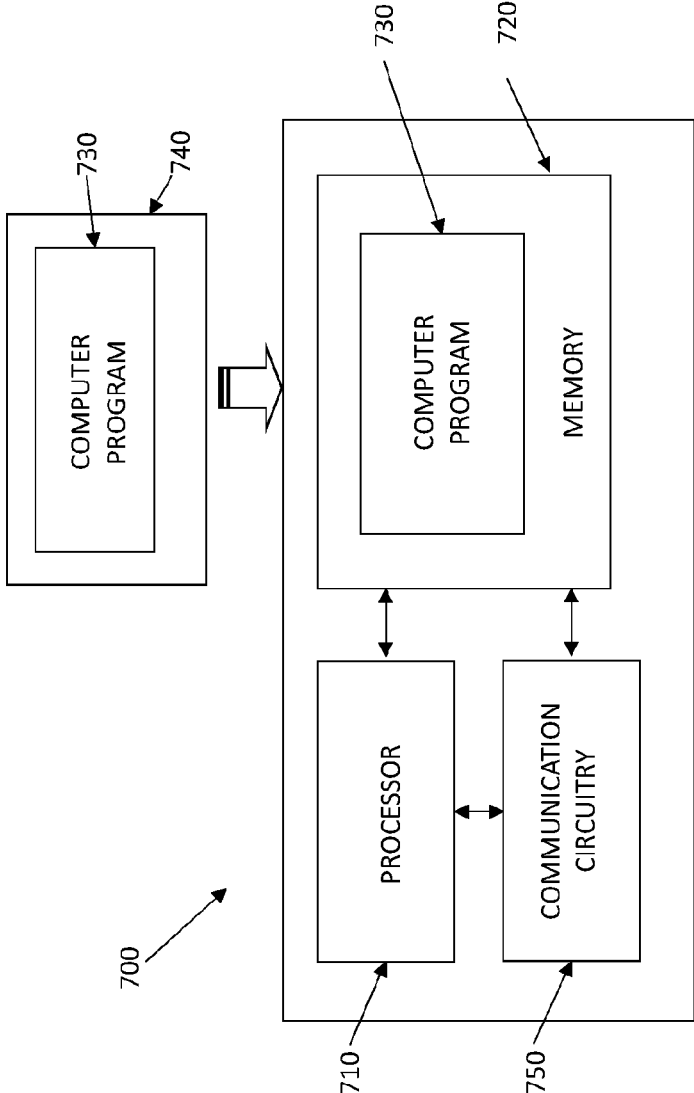 COMPUTER
PROGRAM
730
740
700
710
PROCESSOR
COMMUNICATION
CIRCUITRY
750
COMPUTER
PROGRAM
MEMORY
730
720